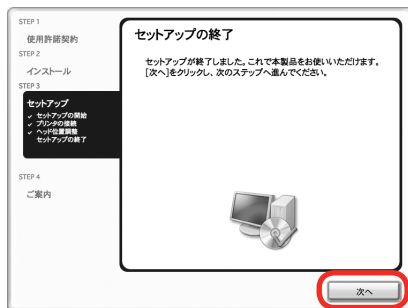 STEP 1
使用許諾契約
STEP 2
インストール
STEP 3
セットアップ
✓ セットアップの開始
✓ プリンタの接続
✓ ヘッド位置調整
セットアップの終了
STEP 4
ご案内
セットアップの終了
セットアップが終了しました。これで本製品をお使いいただけます。
[次へ]をクリックし、次のステップへ進んでください。
次へ